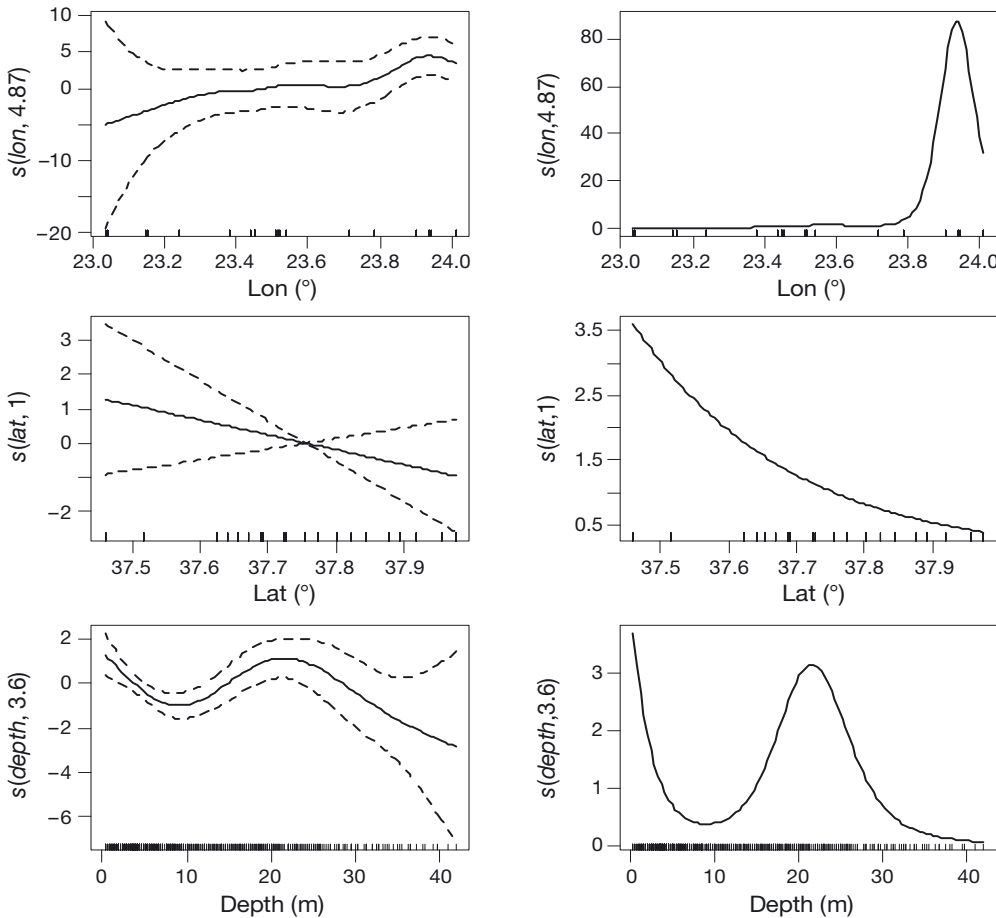 10
5
0
−10
−20
s(lon, 4.87)
23.0 23.2 23.4 23.6 23.8 24.0
Lon (°)
80
60
40
20
0
s(lon,4.87)
23.0 23.2 23.4 23.6 23.8 24.0
Lon (°)
3
2
1
0
−2
s(lat, 1)
37.5 37.6 37.7 37.8 37.9
Lat (°)
3.5
2.5
1.5
0.5
s(lat,1)
37.5 37.6 37.7 37.8 37.9
Lat (°)
2
0
−2
−4
−6
s(depth, 3.6)
0 10 20 30 40
Depth (m)
3
2
1
0
s(depth,3.6)
0 10 20 30 40
Depth (m)